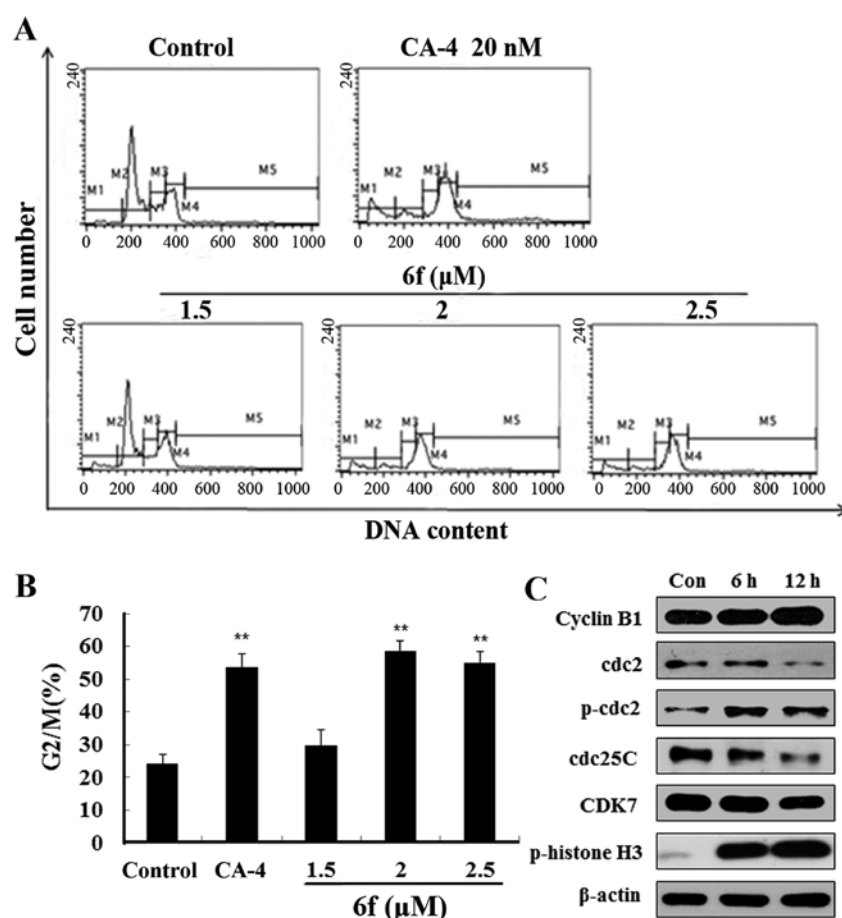 A
Control
CA-4 20 nM
240
M1 M2 M3 M4 M5
0 200 400 600 800 1000
240
M1 M2 M3 M4 M5
0 200 400 600 800 1000
6f (μM)
1.5 2 2.5
240
M1 M2 M3 M4 M5
0 200 400 600 800 1000
240
M1 M2 M3 M4 M5
0 200 400 600 800 1000
240
M1 M2 M3 M4 M5
0 200 400 600 800 1000
Cell number
DNA content
B
G2/M(%)
70
60
50
40
30
20
10
0
** ** **
Control CA-4 1.5 2 2.5
6f (μM)
C
Con 6 h 12 h
Cyclin B1
cdc2
p-cdc2
cdc25C
CDK7
p-histone H3
β-actin